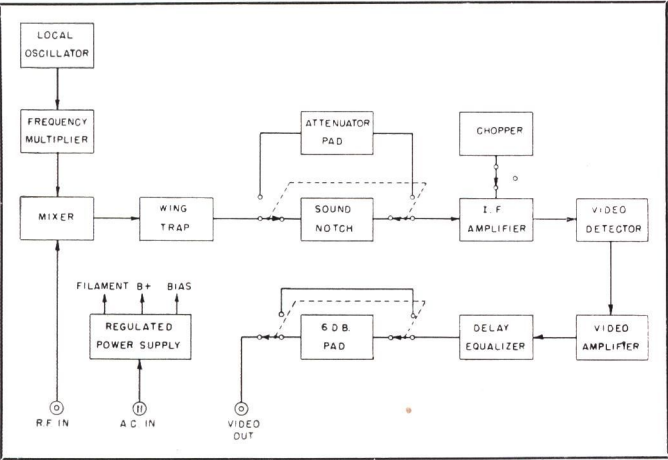 LOCAL
OSCILLATOR
FREQUENCY
MULTIPLIER
ATTENUATOR
PAD
CHOPPER
MIXER
WING
TRAP
SOUND
NOTCH
I.F
AMPLIFIER
VIDEO
DETECTOR
FILAMENT B+ BIAS
REGULATED
POWER SUPPLY
6 D B.
PAD
DELAY
EQUALIZER
VIDEO
AMPLIFIER
R.F. IN
A.C. IN
VIDEO
OUT